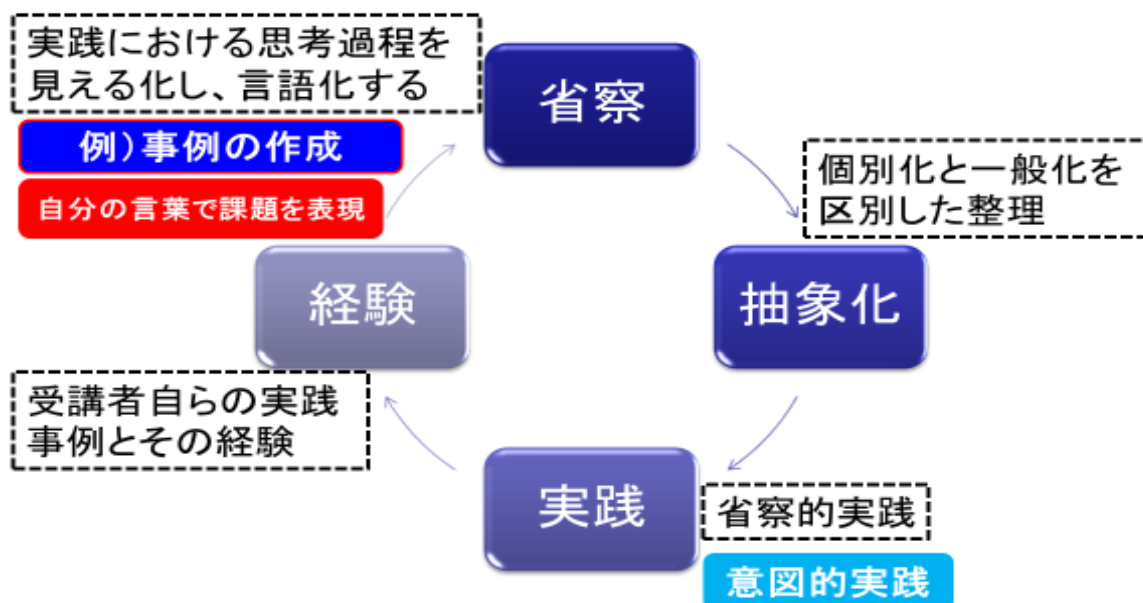 実践における思考過程を
見える化し、言語化する
例）事例の作成
自分の言葉で課題を表現
省察
個別化と一般化を
区別した整理
経験
抽象化
受講者自らの実践
事例とその経験
実践
省察的実践
意図的実践